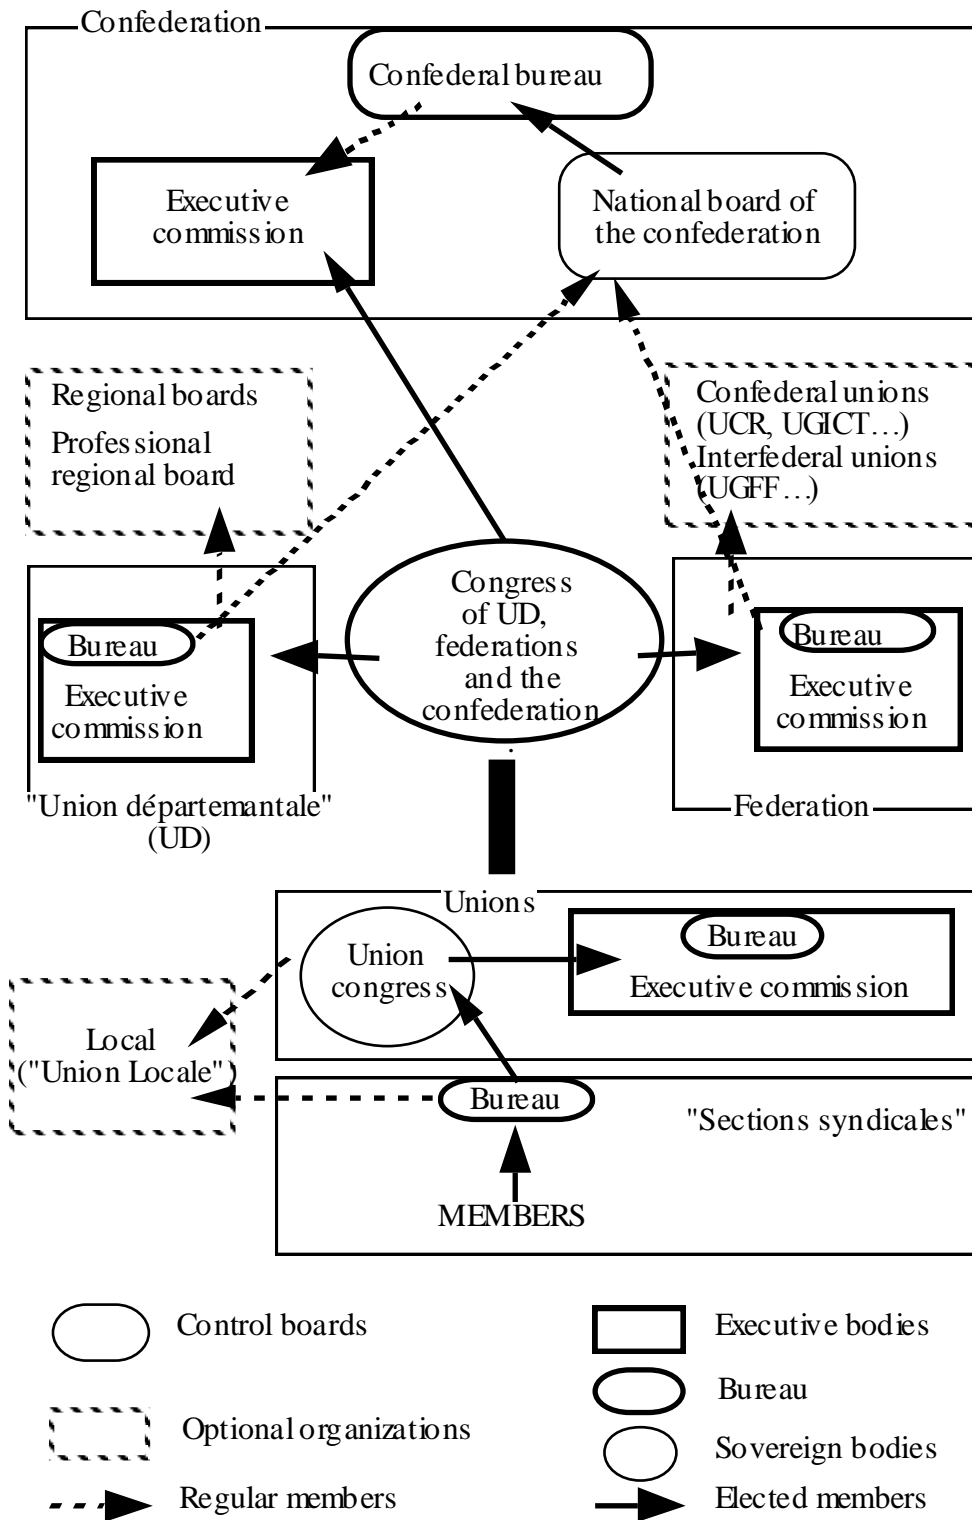 Confederation
Confederal bureau
Executive
commission
National board of
the confederation
Regional boards
Professional
regional board
Confederal unions
(UCR, UGICT…)
Interfederal unions
(UGFF…)
Congress
of UD,
federations
and the
confederation
Bureau
Executive
commission
"Union départemantale"
(UD)
Bureau
Executive
commission
Federation
Unions
Union
congress
Bureau
Executive commission
Local
("Union Locale")
Bureau
"Sections syndicales"
MEMBERS
Control boards
Executive bodies
Bureau
Optional organizations
Sovereign bodies
Regular members
Elected members